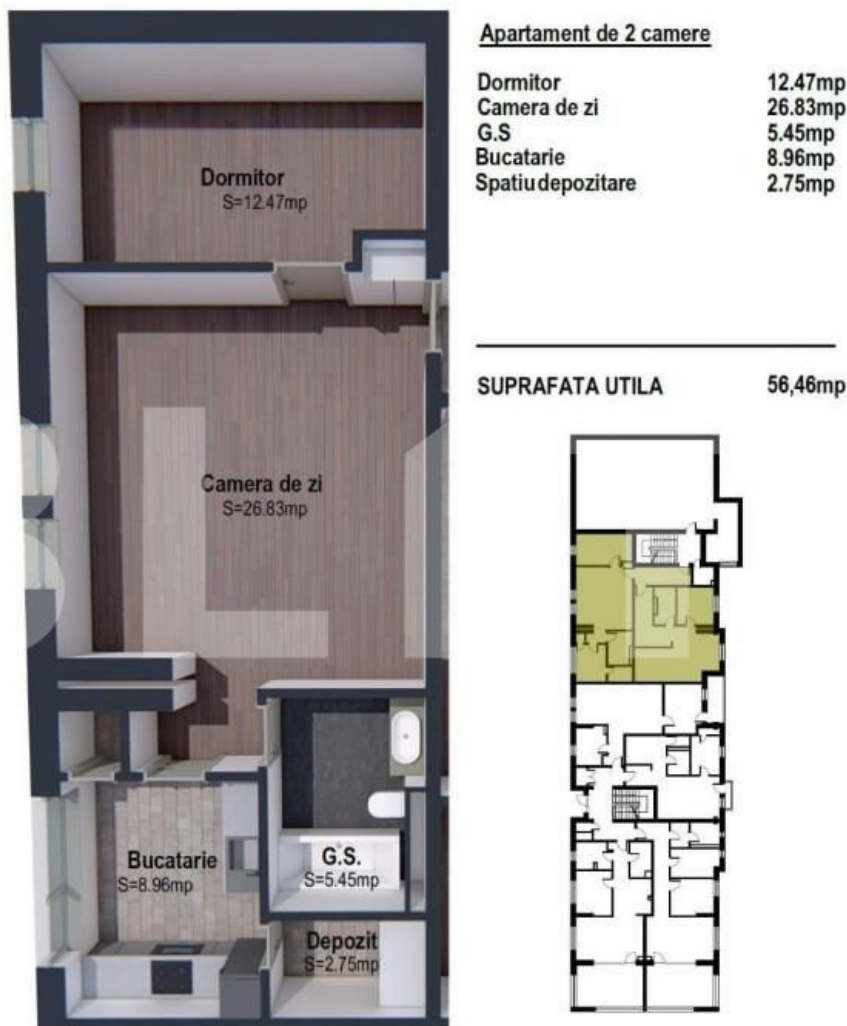 Apartament de 2 camere
Dormitor 12.47mp
Camera de zi 26.83mp
G.S 5.45mp
Bucatarie 8.96mp
Spatiudepozitare 2.75mp
SUPRAFATA UTILA 56,46mp
Dormitor
S=12.47mp
Camera de zi
S=26.83mp
Bucatarie
S=8.96mp
G.S.
S=5.45mp
Depozit
S=2.75mp